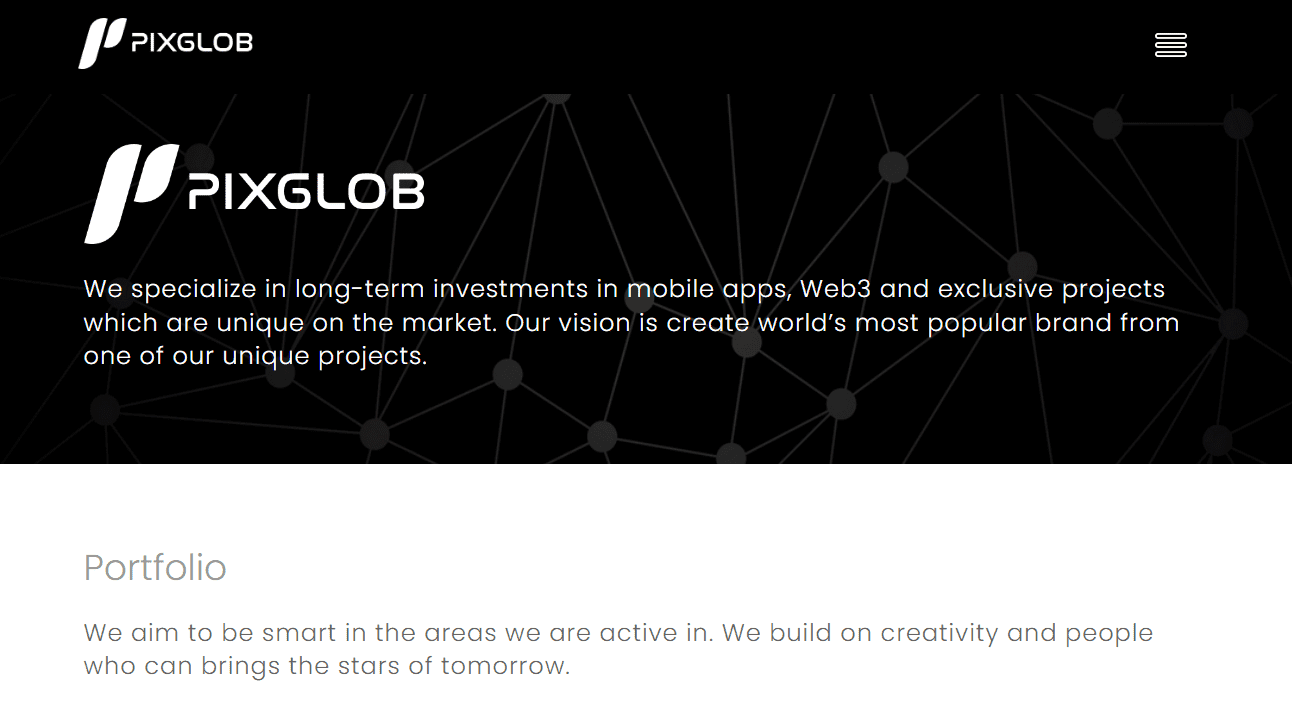 PIXGLOB
PIXGLOB
We specialize in long-term investments in mobile apps, Web3 and exclusive projects
which are unique on the market. Our vision is create world’s most popular brand from
one of our unique projects.
Portfolio
We aim to be smart in the areas we are active in. We build on creativity and people
who can brings the stars of tomorrow.